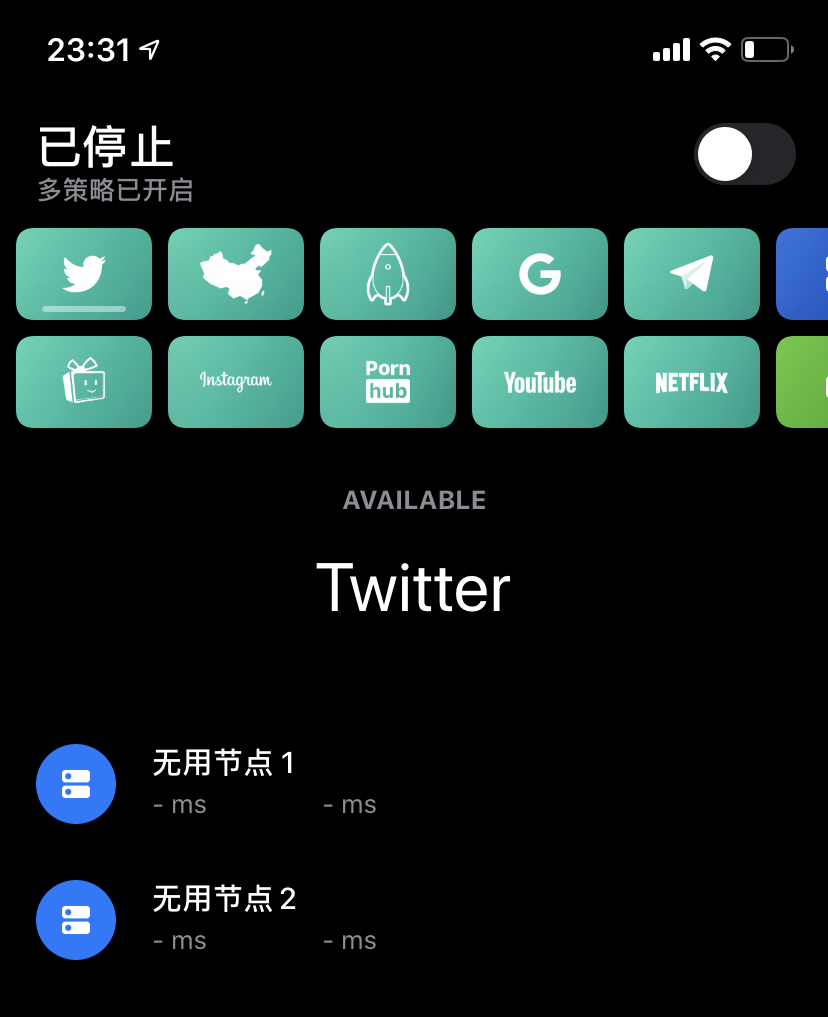 23:31
已停止
多策略已开启
G
Instagram
Porn
hub
YouTube
NETFLIX
AVAILABLE
Twitter
无用节点 1
- ms - ms
无用节点 2
- ms - ms